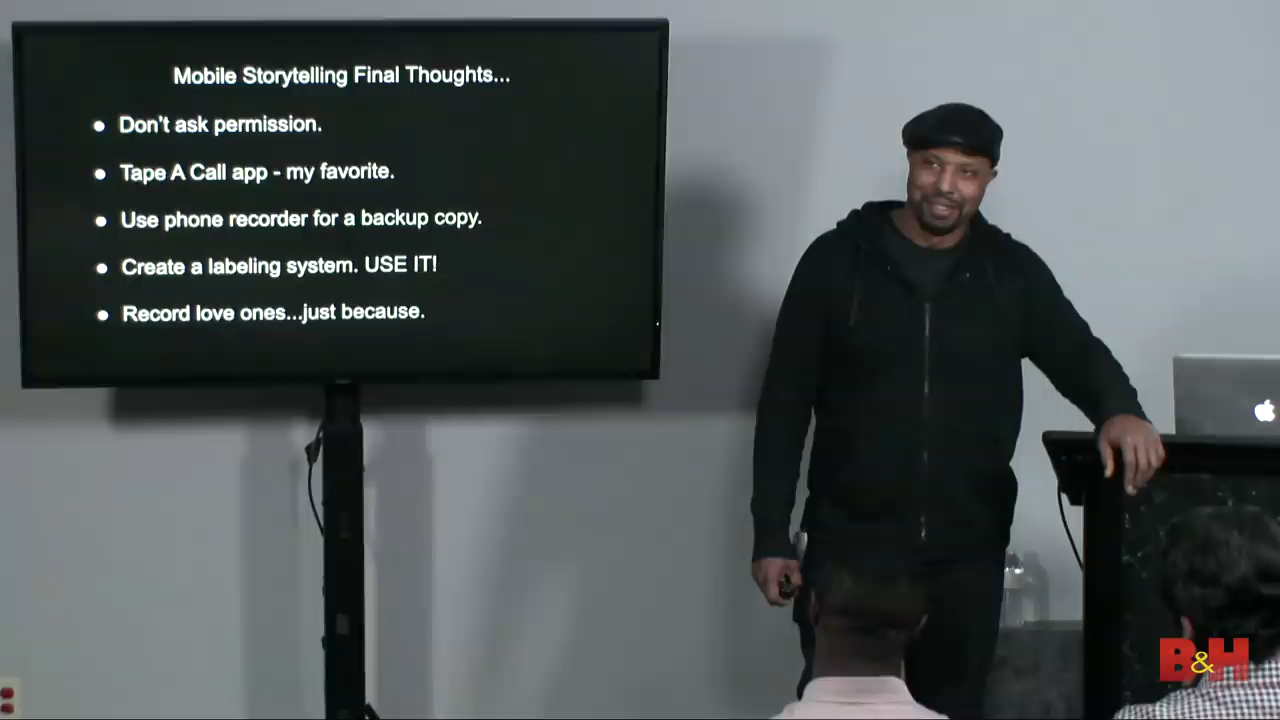 Mobile Storytelling Final Thoughts...
● Don't ask permission.
● Tape A Call app - my favorite.
● Use phone recorder for a backup copy.
● Create a labeling system. USE IT!
● Record love ones...just because.
B&H